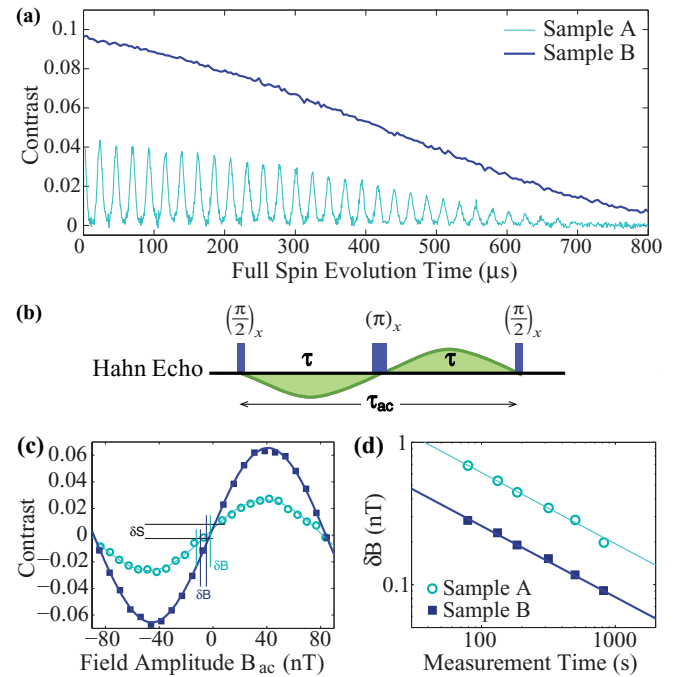 (a)
0.1
0.08
0.06
0.04
0.02
0
Contrast
Sample A
Sample B
0 100 200 300 400 500 600 700 800
Full Spin Evolution Time (μs)
(b)
(π/2)x (π)x (π/2)x
Hahn Echo
τ τ
τac
(c)
0.06
0.04
0.02
0
-0.02
-0.04
-0.06
Contrast
δS
δB
δB
−80 −40 0 40 80
Field Amplitude Bac (nT)
(d)
1
0.1
δB (nT)
Sample A
Sample B
100 1000
Measurement Time (s)